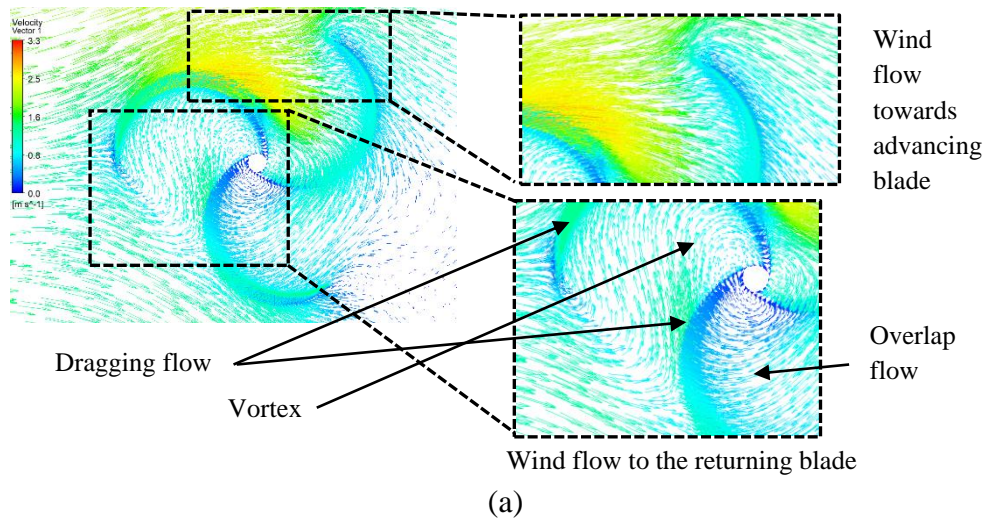 Velocity
Vector 1
3.3
2.5
1.6
0.8
0.0
[m s^-1]
Wind
flow
towards
advancing
blade
Dragging flow
Vortex
Overlap
flow
Wind flow to the returning blade
(a)